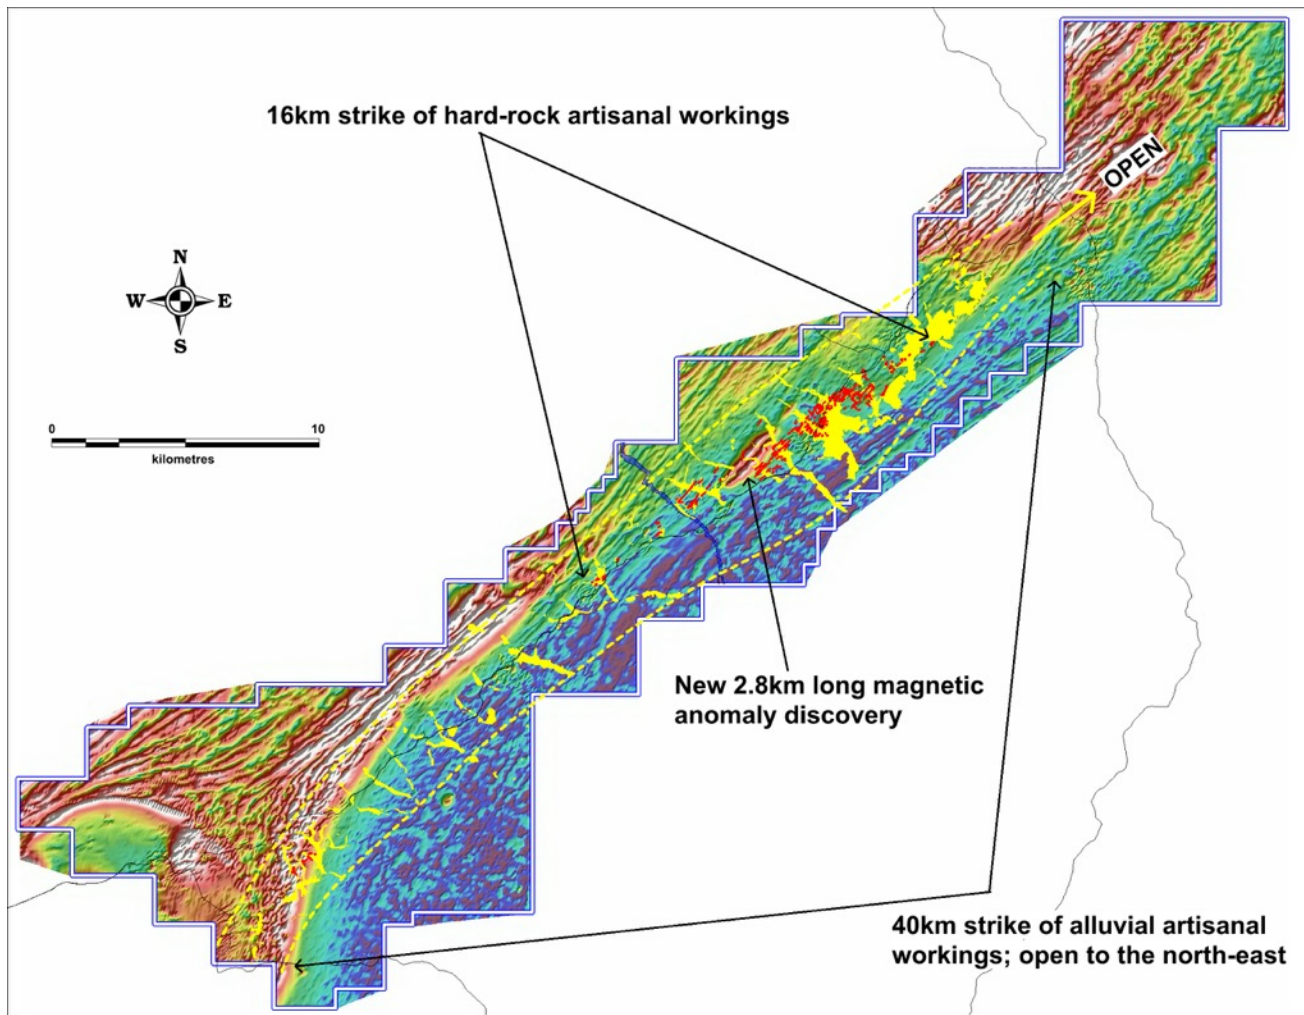 16km strike of hard-rock artisanal workings
OPEN
N
W E
S
0 10
kilometres
New 2.8km long magnetic
anomaly discovery
40km strike of alluvial artisanal
workings; open to the north-east